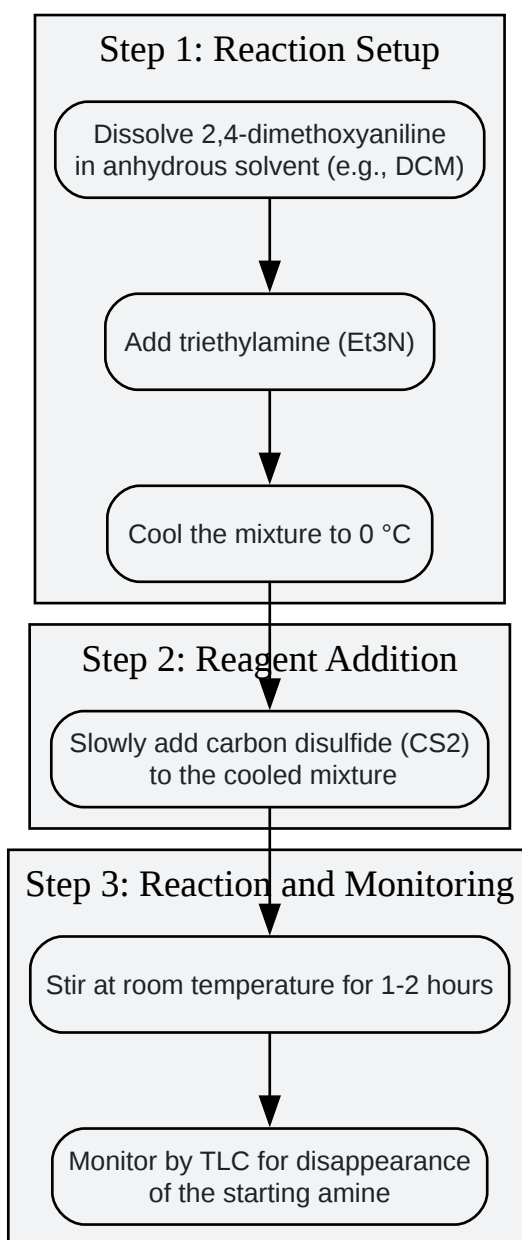 Step 1: Reaction Setup
Dissolve 2,4-dimethoxyaniline
in anhydrous solvent (e.g., DCM)
Add triethylamine (Et3N)
Cool the mixture to 0 °C
Step 2: Reagent Addition
Slowly add carbon disulfide (CS2)
to the cooled mixture
Step 3: Reaction and Monitoring
Stir at room temperature for 1-2 hours
Monitor by TLC for disappearance
of the starting amine